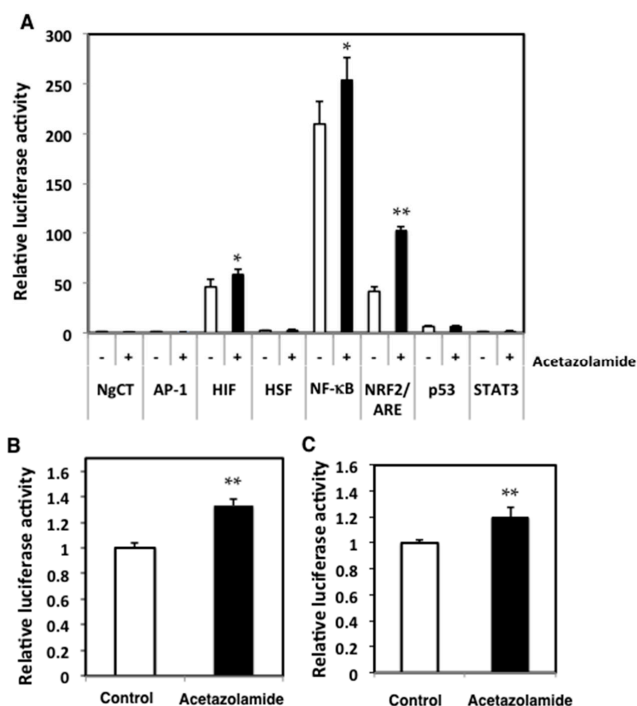 A
Relative luciferase activity
300
250
200
150
100
50
0
*
*
**
- + - + - + - + - + - + - + - +
Acetazolamide
NgCT AP-1 HIF HSF NF-κB NRF2/ARE p53 STAT3
B
Relative luciferase activity
1.6
1.4
1.2
1
0.8
0.6
0.4
0.2
0
**
Control Acetazolamide
C
Relative luciferase activity
1.6
1.4
1.2
1
0.8
0.6
0.4
0.2
0
**
Control Acetazolamide